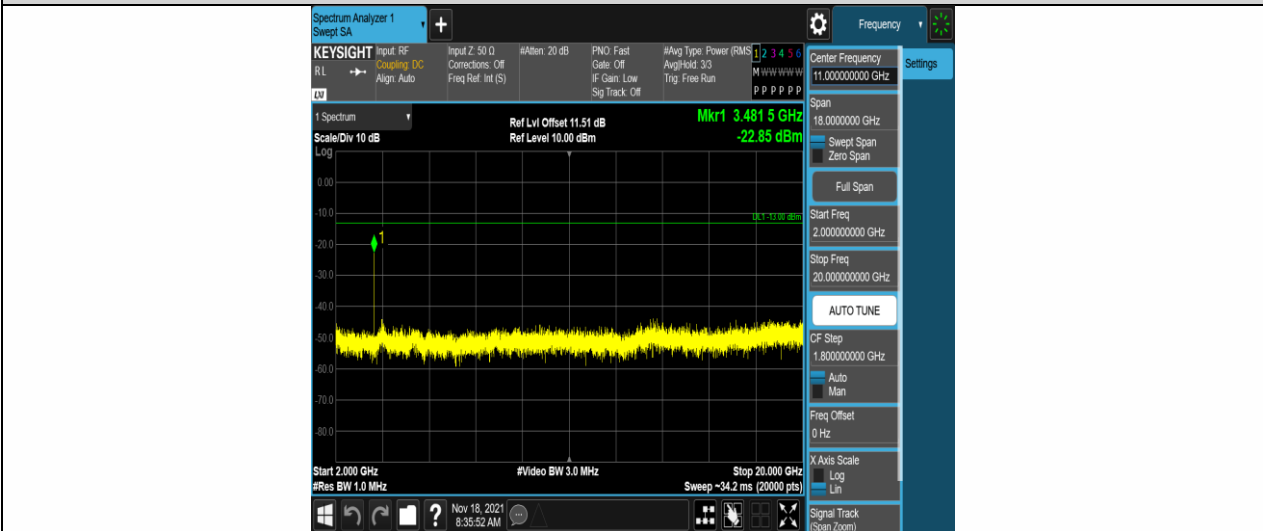 Spectrum Analyzer 1
Swept SA
+
Frequency
KEYSIGHT
RL
LXI
Input: RF
Coupling: DC
Align: Auto
Input Z: 50 Ω
Corrections: Off
Freq Ref: Int (S)
#Atten: 20 dB
PNO: Fast
Gate: Off
IF Gain: Low
Sig Track: Off
#Avg Type: Power (RMS
Avg|Hold: 3/3
Trig: Free Run
1 2 3 4 5 6
M W W W W W
P P P P P P
1 Spectrum
Scale/Div 10 dB
Log
Ref Lvl Offset 11.51 dB
Ref Level 10.00 dBm
Mkr1 3.481 5 GHz
-22.85 dBm
0.00
-10.0
DL1 -13.00 dBm
1
-20.0
-30.0
-40.0
-50.0
-60.0
-70.0
-80.0
Start 2.000 GHz
#Res BW 1.0 MHz
#Video BW 3.0 MHz
Stop 20.000 GHz
Sweep ~34.2 ms (20000 pts)
?
Nov 18, 2021
8:35:52 AM
Center Frequency
11.000000000 GHz
Settings
Span
18.0000000 GHz
Swept Span
Zero Span
Full Span
Start Freq
2.000000000 GHz
Stop Freq
20.000000000 GHz
AUTO TUNE
CF Step
1.800000000 GHz
Auto
Man
Freq Offset
0 Hz
X Axis Scale
Log
Lin
Signal Track
(Span Zoom)